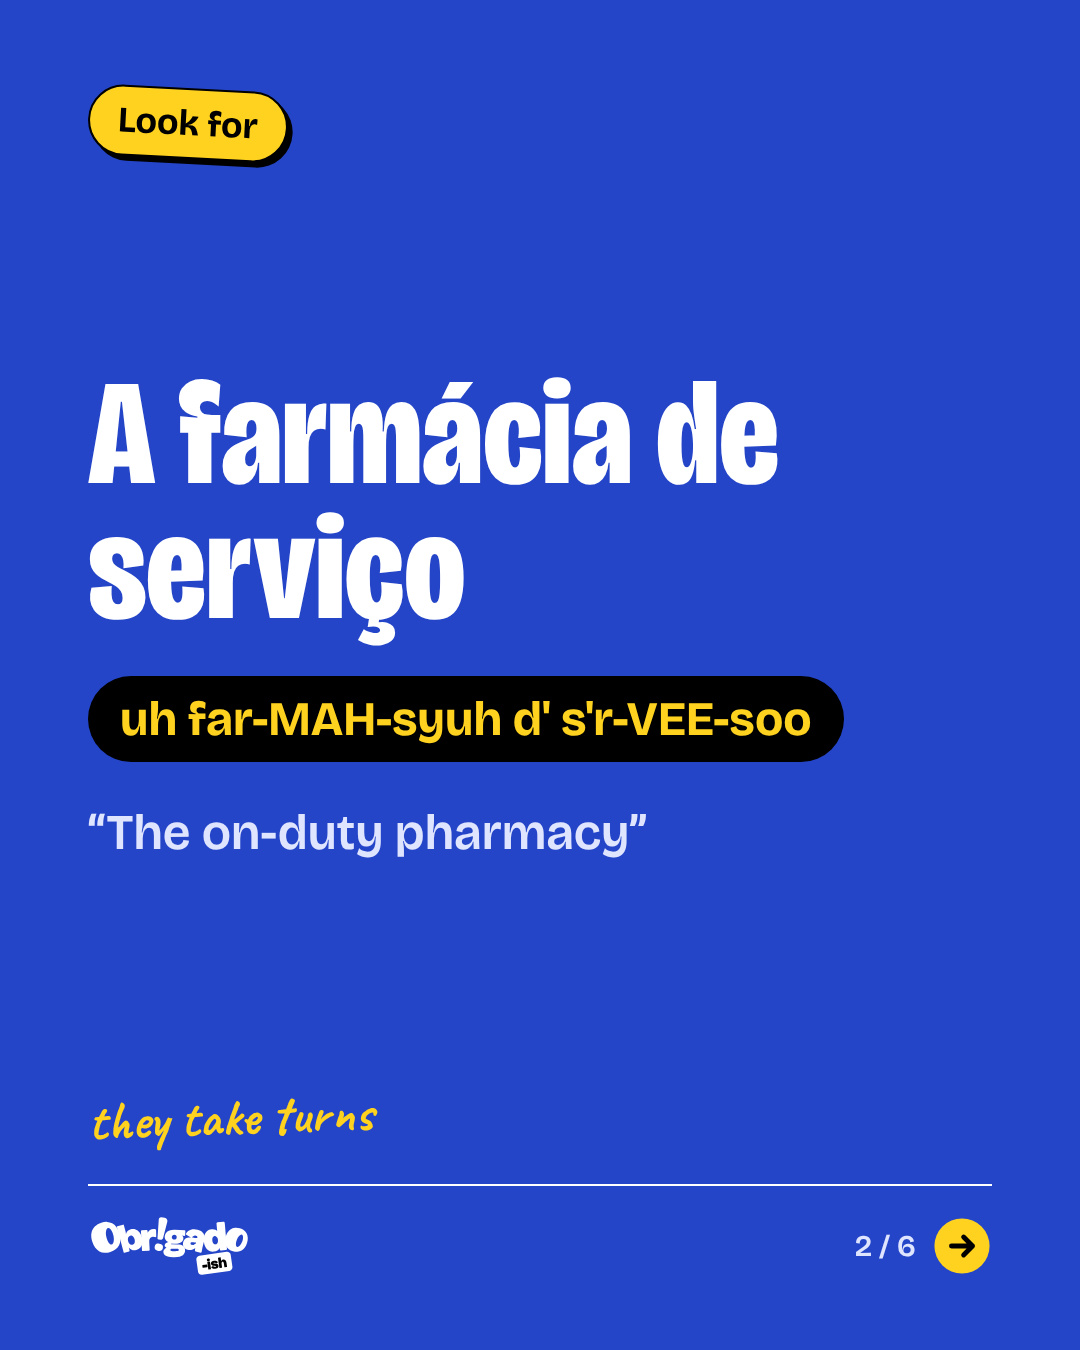 Look for
A farmácia de
serviço
uh far-MAH-syuh d' s'r-VEE-soo
“The on-duty pharmacy”
they take turns
Obr!gado
-ish
2 / 6